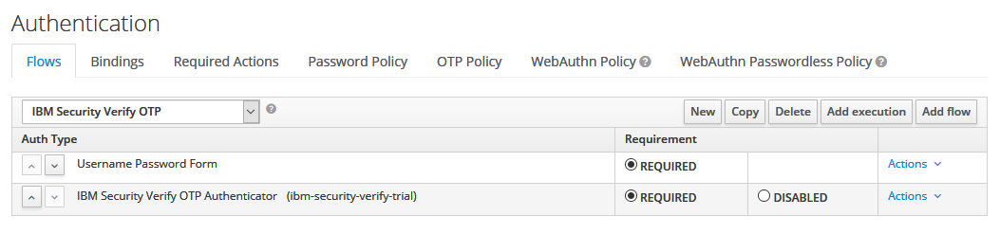 Authentication
Flows Bindings Required Actions Password Policy OTP Policy WebAuthn Policy ? WebAuthn Passwordless Policy ?
IBM Security Verify OTP ? New Copy Delete Add execution Add flow
Auth Type Requirement
Username Password Form REQUIRED Actions
IBM Security Verify OTP Authenticator (ibm-security-verify-trial) REQUIRED DISABLED Actions